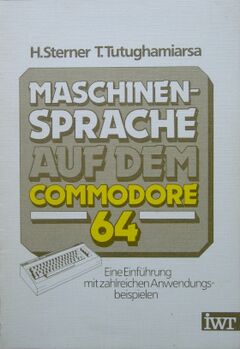 H.Sterner T.Tutughamiarsa
MASCHINEN-
SPRACHE
AUF DEM
COMMODORE
64
Eine Einführung
mit zahlreichen Anwendungs-
beispielen
iwt